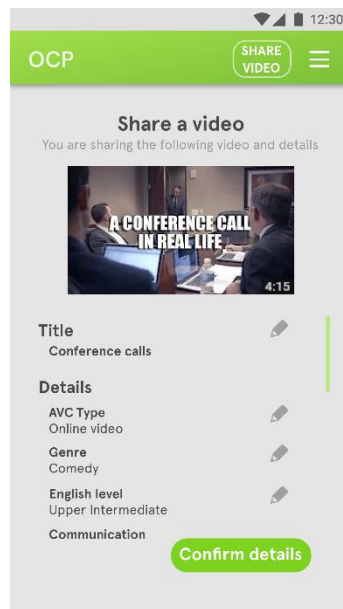 12:30
OCP
SHARE
VIDEO
Share a video
You are sharing the following video and details
A CONFERENCE CALL
IN REAL LIFE
4:15
Title
Conference calls
Details
AVC Type
Online video
Genre
Comedy
English level
Upper Intermediate
Communication
Confirm details